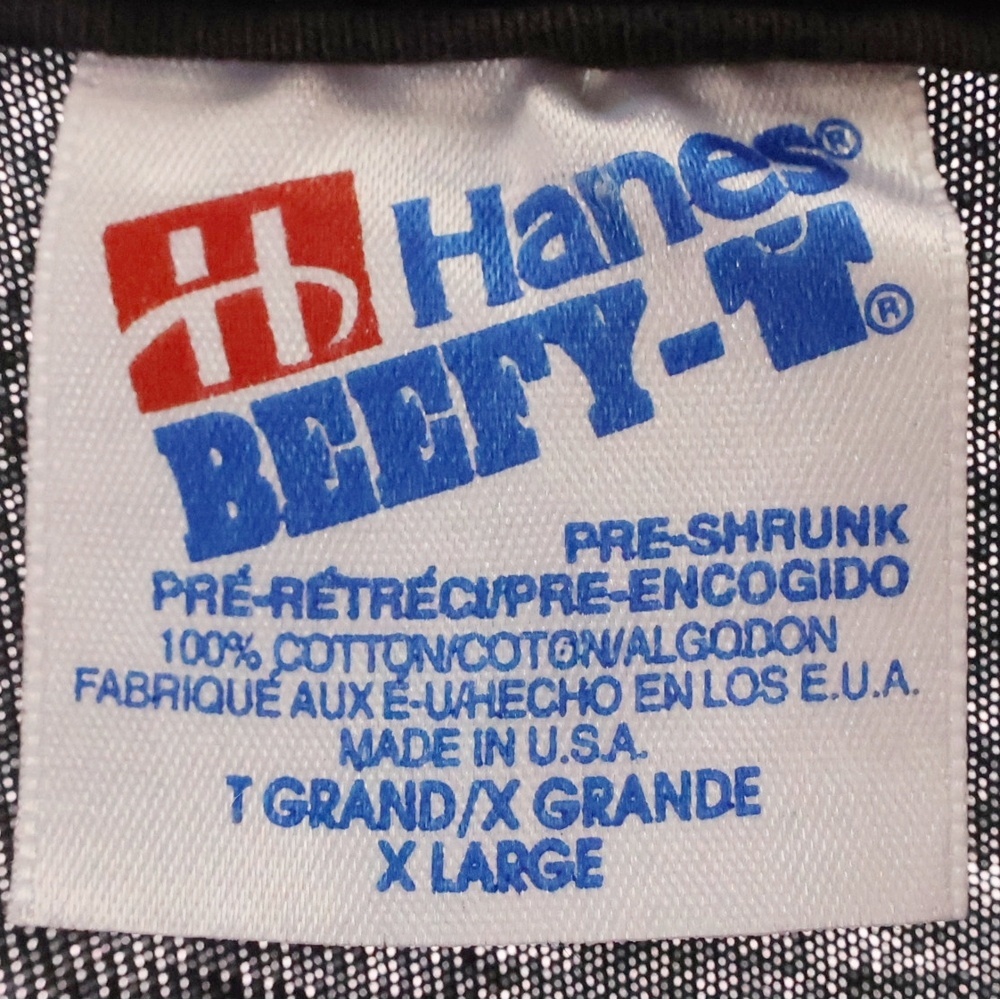 Hanes®
BEEFY-T®
PRE-SHRUNK
PRÉ-RÉTRÉCI/PRE-ENCOGIDO
100% COTTON/COTON/ALGODON
FABRIQUÉ AUX É-U/HECHO EN LOS E.U.A.
MADE IN U.S.A.
T GRAND/X GRANDE
X LARGE